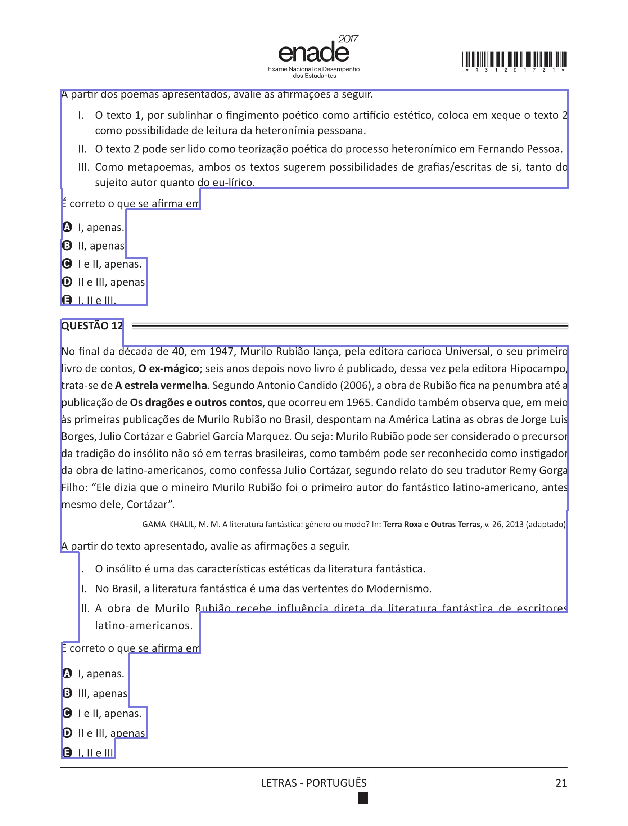 enade 2017
Exame Nacional de Desempenho
dos Estudantes
*R3120172 1*
A partir dos poemas apresentados, avalie as afirmações a seguir.
I. O texto 1, por sublinhar o fingimento poético como artifício estético, coloca em xeque o texto 2
como possibilidade de leitura da heteronímia pessoana.
II. O texto 2 pode ser lido como teorização poética do processo heteronímico em Fernando Pessoa.
III. Como metapoemas, ambos os textos sugerem possibilidades de grafias/escritas de si, tanto do
sujeito autor quanto do eu-lírico.
É correto o que se afirma em
A I, apenas.
B II, apenas
C I e II, apenas.
D II e III, apenas
E I, II e III.
QUESTÃO 12
No final da década de 40, em 1947, Murilo Rubião lança, pela editora carioca Universal, o seu primeiro
livro de contos, O ex-mágico; seis anos depois novo livro é publicado, dessa vez pela editora Hipocampo,
trata-se de A estrela vermelha. Segundo Antonio Candido (2006), a obra de Rubião fica na penumbra até a
publicação de Os dragões e outros contos, que ocorreu em 1965. Candido também observa que, em meio
às primeiras publicações de Murilo Rubião no Brasil, despontam na América Latina as obras de Jorge Luis
Borges, Julio Cortázar e Gabriel García Marquez. Ou seja: Murilo Rubião pode ser considerado o precursor
da tradição do insólito não só em terras brasileiras, como também pode ser reconhecido como instigador
da obra de latino-americanos, como confessa Julio Cortázar, segundo relato do seu tradutor Remy Gorga
Filho: “Ele dizia que o mineiro Murilo Rubião foi o primeiro autor do fantástico latino-americano, antes
mesmo dele, Cortázar”.
GAMA-KHALIL, M. M. A literatura fantástica: gênero ou modo? In: Terra Roxa e Outras Terras, v. 26, 2013 (adaptado)
A partir do texto apresentado, avalie as afirmações a seguir.
. O insólito é uma das características estéticas da literatura fantástica.
I. No Brasil, a literatura fantástica é uma das vertentes do Modernismo.
II. A obra de Murilo Rubião recebe influência direta da literatura fantástica de escritores
latino-americanos.
É correto o que se afirma em
A I, apenas.
B III, apenas
C I e II, apenas.
D II e III, apenas
E I, II e III
LETRAS - PORTUGUÊS 21